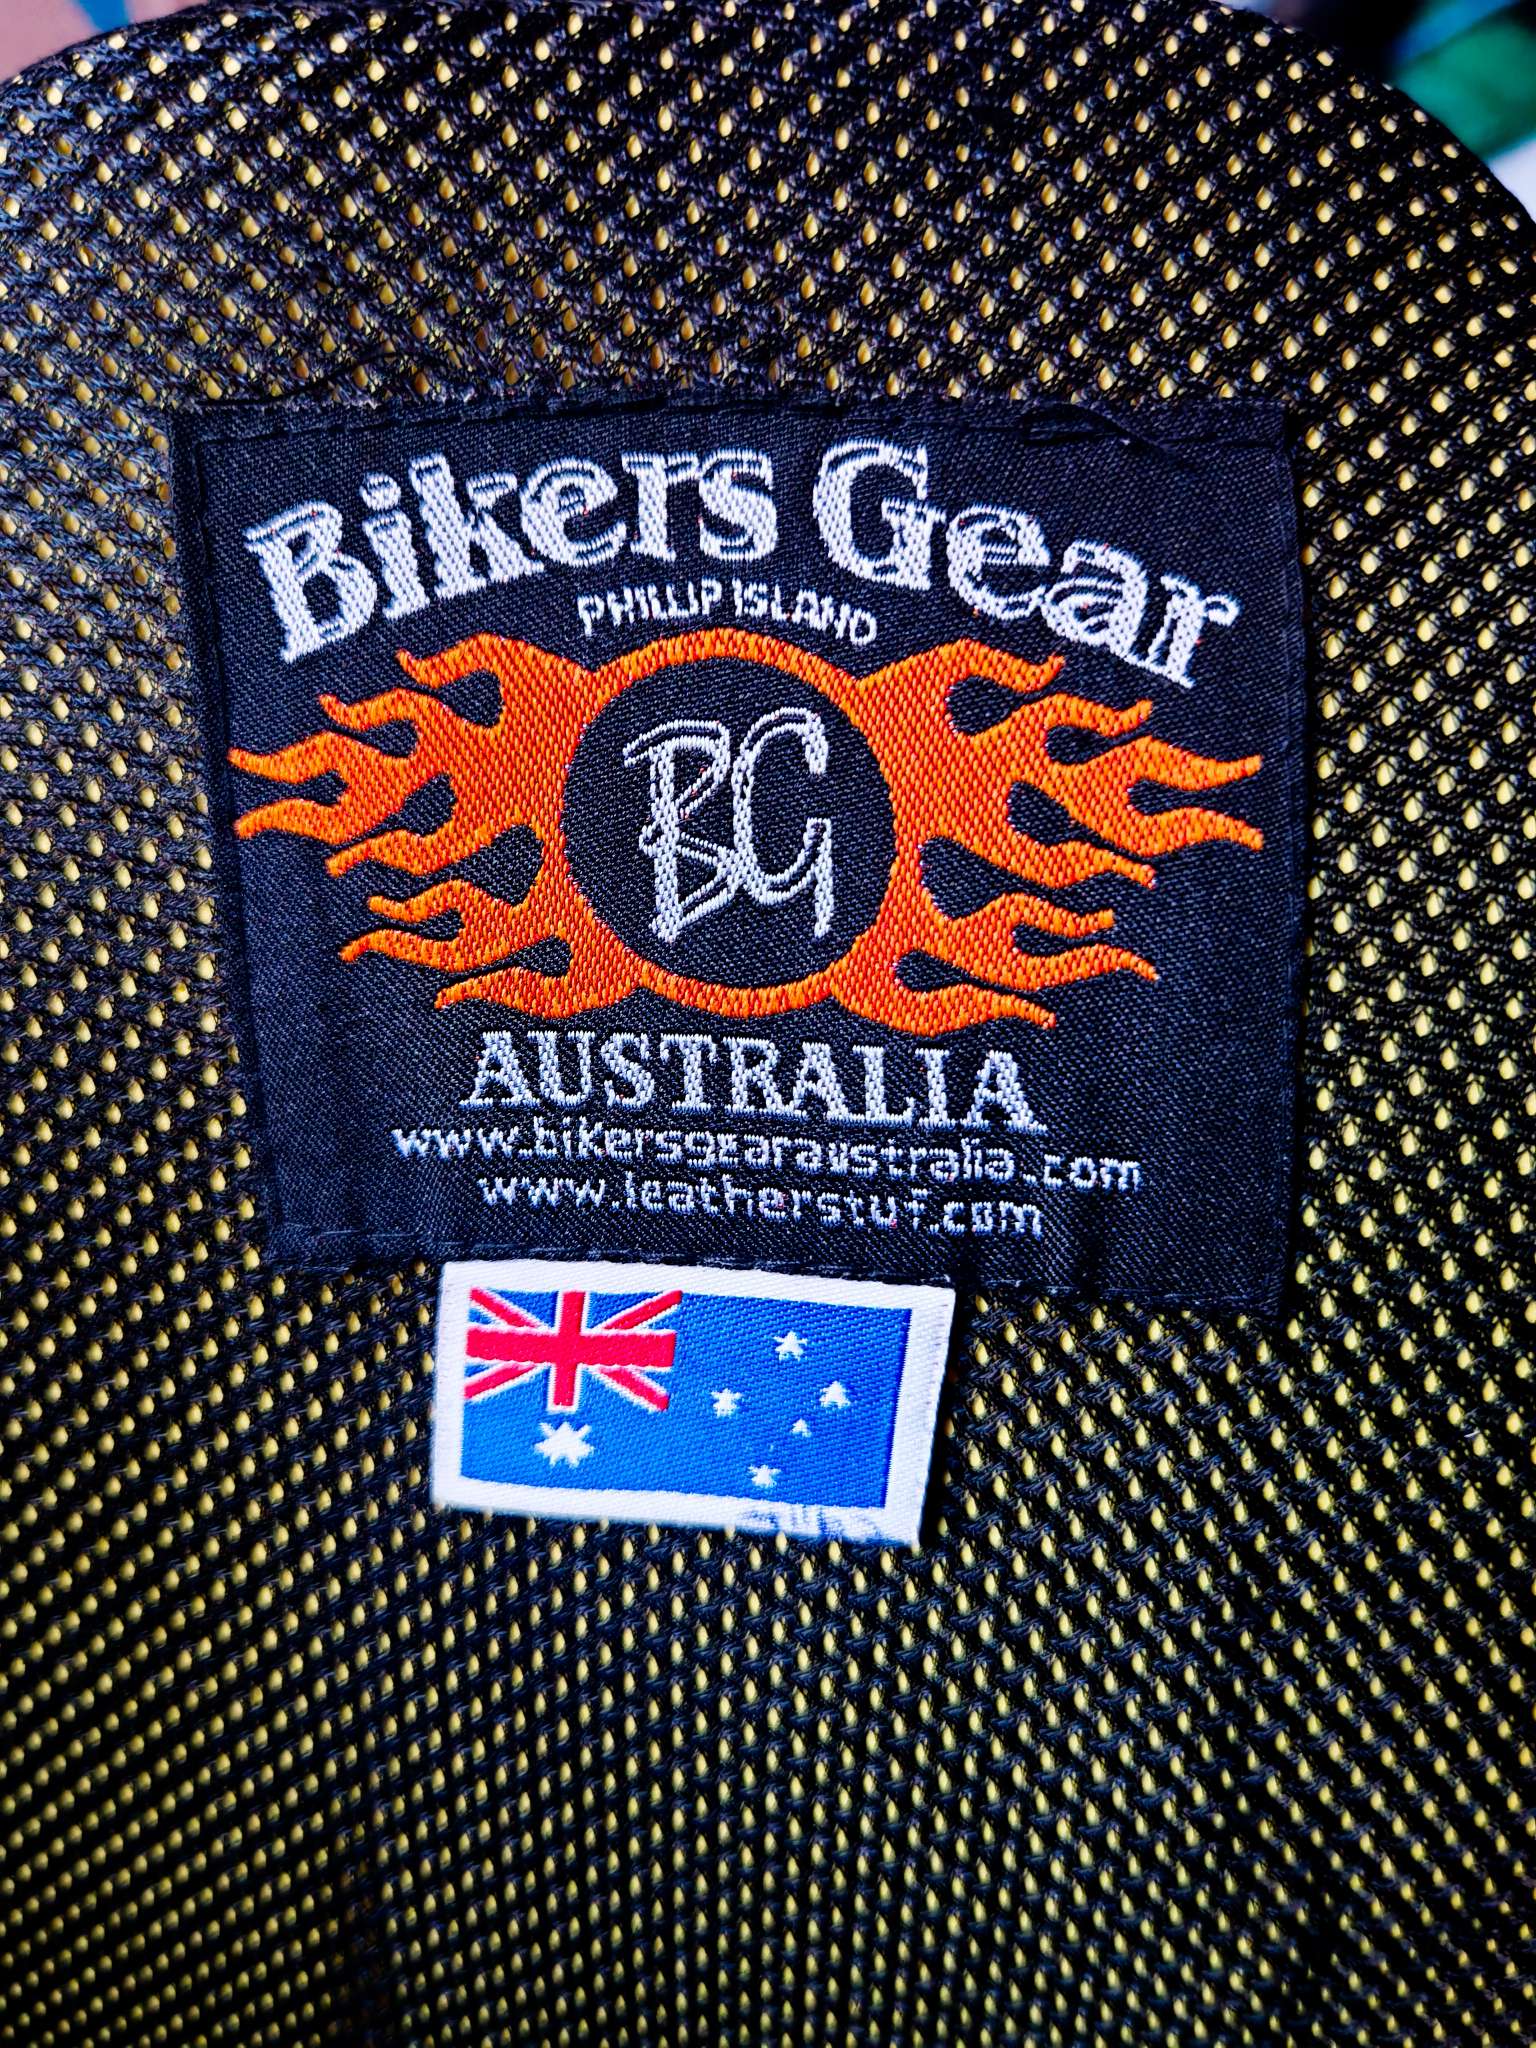 Bikers Gear
PHILLIP ISLAND
BG
AUSTRALIA
www.bikersgearaustralia.com
www.leatherstuf.com